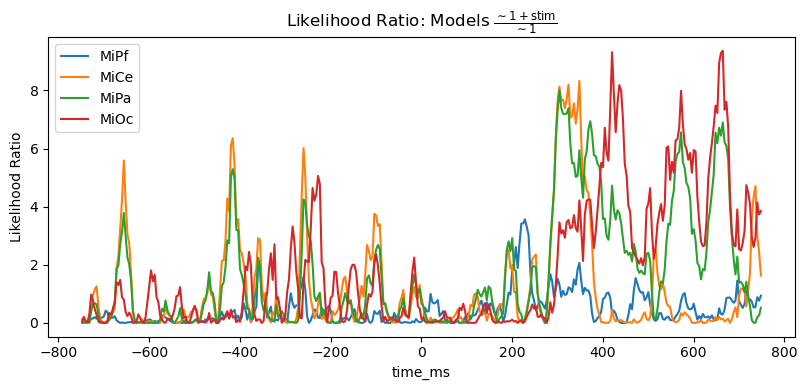 Likelihood Ratio: Models ~1+stim / ~1
MiPf
MiCe
MiPa
MiOc
Likelihood Ratio
8
6
4
2
0
−800 −600 −400 −200 0 200 400 600 800
time_ms